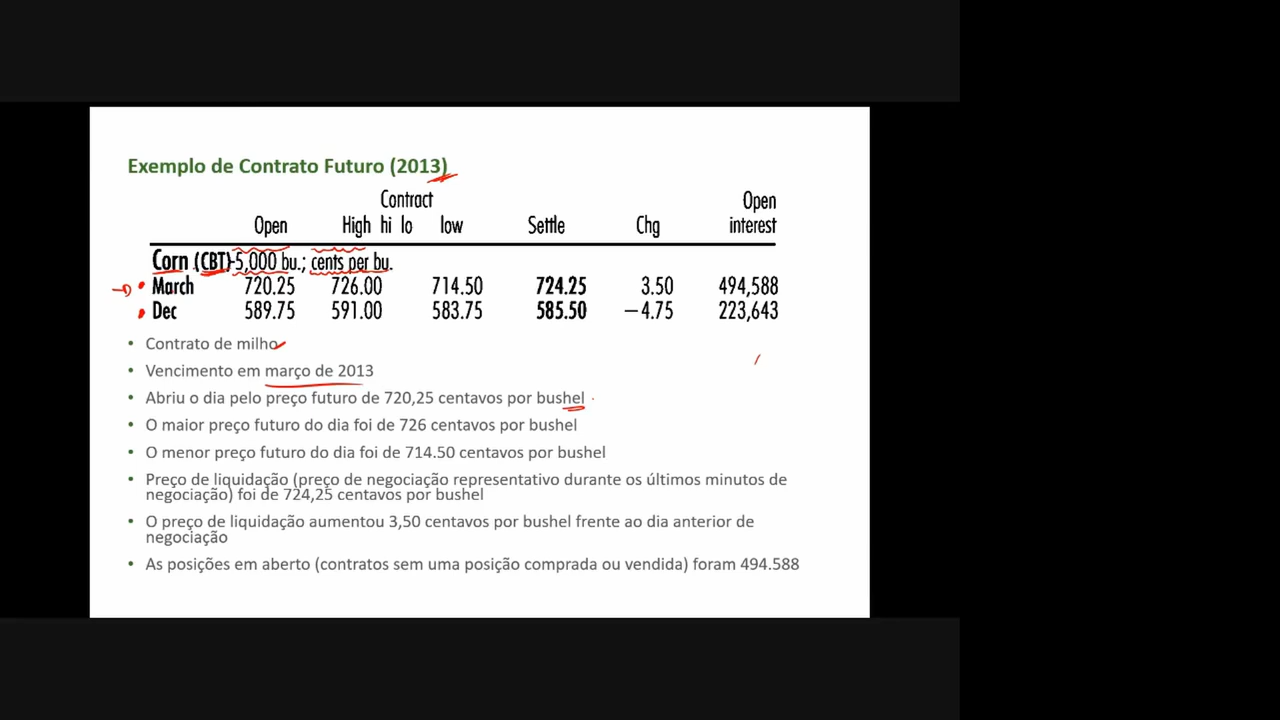 Exemplo de Contrato Futuro (2013)
Contract Open
Open High hi lo low Settle Chg interest
Corn (CBT)-5,000 bu.; cents per bu.
March 720.25 726.00 714.50 724.25 3.50 494,588
Dec 589.75 591.00 583.75 585.50 −4.75 223,643
• Contrato de milho
• Vencimento em março de 2013
• Abriu o dia pelo preço futuro de 720,25 centavos por bushel
• O maior preço futuro do dia foi de 726 centavos por bushel
• O menor preço futuro do dia foi de 714.50 centavos por bushel
• Preço de liquidação (preço de negociação representativo durante os últimos minutos de
negociação) foi de 724,25 centavos por bushel
• O preço de liquidação aumentou 3,50 centavos por bushel frente ao dia anterior de
negociação
• As posições em aberto (contratos sem uma posição comprada ou vendida) foram 494.588